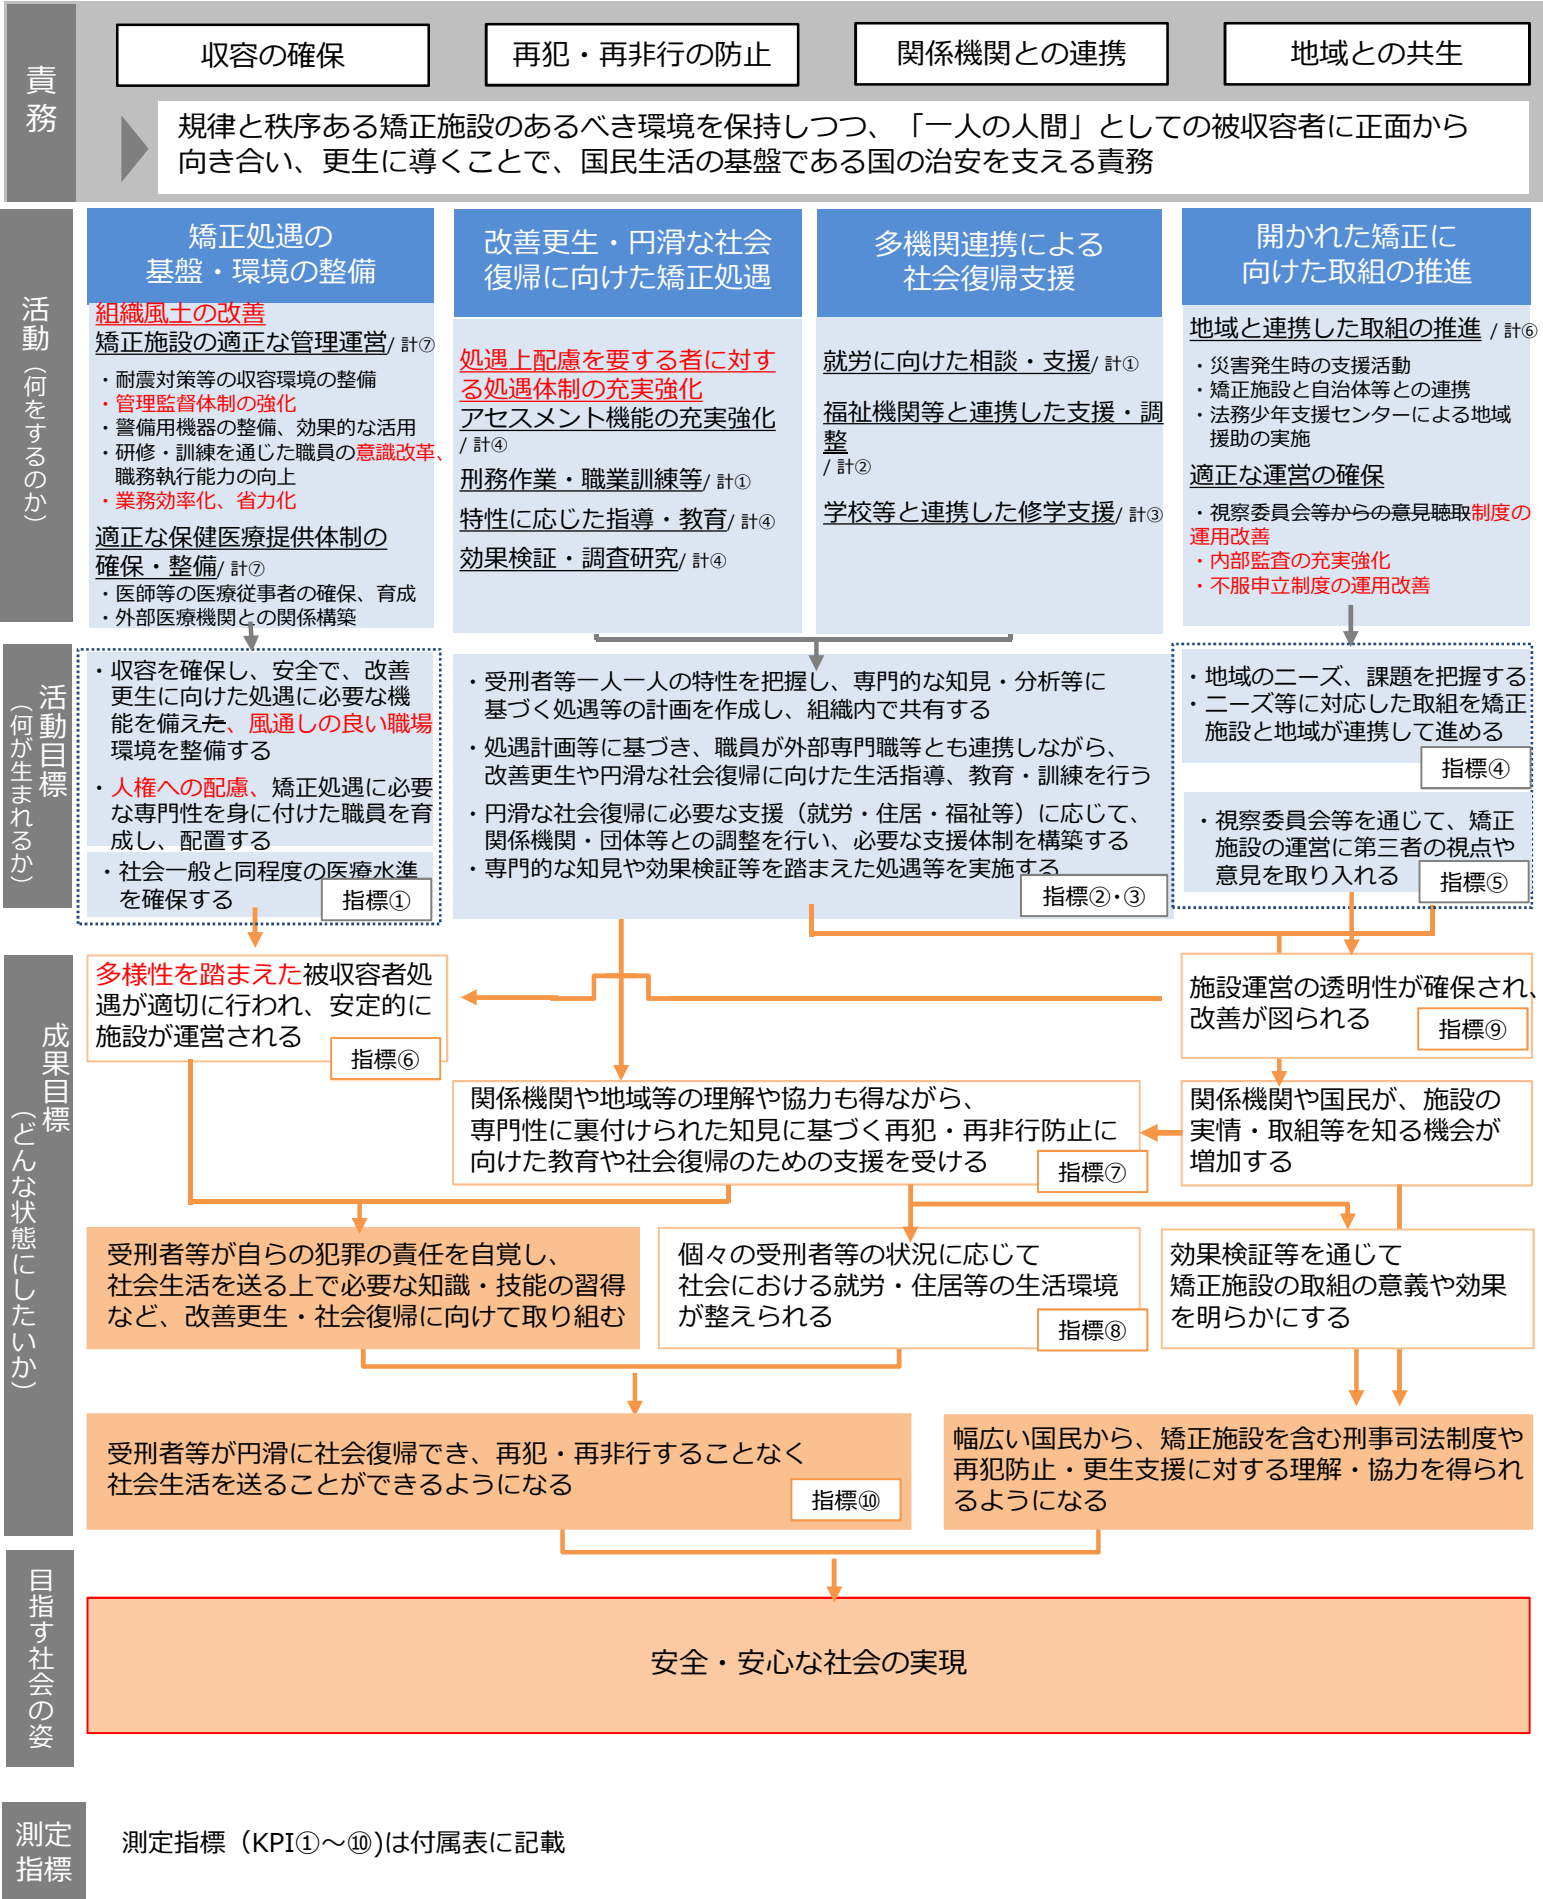 責務
収容の確保
再犯・再非行の防止
関係機関との連携
地域との共生
規律と秩序ある矯正施設のあるべき環境を保持しつつ、「一人の人間」としての被収容者に正面から
向き合い、更生に導くことで、国民生活の基盤である国の治安を支える責務
活動（何をするのか）
矯正処遇の
基盤・環境の整備
組織風土の改善
矯正施設の適正な管理運営/ 計⑦
・耐震対策等の収容環境の整備
・管理監督体制の強化
・警備用機器の整備、効果的な活用
・研修・訓練を通じた職員の意識改革、
職務執行能力の向上
・業務効率化、省力化
適正な保健医療提供体制の
確保・整備/ 計⑦
・医師等の医療従事者の確保、育成
・外部医療機関との関係構築
改善更生・円滑な社会
復帰に向けた矯正処遇
処遇上配慮を要する者に対す
る処遇体制の充実強化
アセスメント機能の充実強化
/ 計④
刑務作業・職業訓練等/ 計①
特性に応じた指導・教育/ 計④
効果検証・調査研究/ 計④
多機関連携による
社会復帰支援
就労に向けた相談・支援/ 計①
福祉機関等と連携した支援・調
整
/ 計②
学校等と連携した修学支援/ 計③
開かれた矯正に
向けた取組の推進
地域と連携した取組の推進 / 計⑥
・災害発生時の支援活動
・矯正施設と自治体等との連携
・法務少年支援センターによる地域
援助の実施
適正な運営の確保
・視察委員会等からの意見聴取制度の
運用改善
・内部監査の充実強化
・不服申立制度の運用改善
活動目標
（何が生まれるか）
・収容を確保し、安全で、改善
更生に向けた処遇に必要な機
能を備えた、風通しの良い職場
環境を整備する
・人権への配慮、矯正処遇に必要
な専門性を身に付けた職員を育
成し、配置する
・社会一般と同程度の医療水準
を確保する
指標①
・受刑者等一人一人の特性を把握し、専門的な知見・分析等に
基づく処遇等の計画を作成し、組織内で共有する
・処遇計画等に基づき、職員が外部専門職等とも連携しながら、
改善更生や円滑な社会復帰に向けた生活指導、教育・訓練を行う
・円滑な社会復帰に必要な支援（就労・住居・福祉等）に応じて、
関係機関・団体等との調整を行い、必要な支援体制を構築する
・専門的な知見や効果検証等を踏まえた処遇等を実施する
指標②・③
・地域のニーズ、課題を把握する
・ニーズ等に対応した取組を矯正
施設と地域が連携して進める
指標④
・視察委員会等を通じて、矯正
施設の運営に第三者の視点や
意見を取り入れる
指標⑤
成果目標
（どんな状態にしたいか）
多様性を踏まえた被収容者処
遇が適切に行われ、安定的に
施設が運営される
指標⑥
施設運営の透明性が確保され、
改善が図られる
指標⑨
関係機関や地域等の理解や協力も得ながら、
専門性に裏付けられた知見に基づく再犯・再非行防止に
向けた教育や社会復帰のための支援を受ける
指標⑦
関係機関や国民が、施設の
実情・取組等を知る機会が
増加する
受刑者等が自らの犯罪の責任を自覚し、
社会生活を送る上で必要な知識・技能の習得
など、改善更生・社会復帰に向けて取り組む
個々の受刑者等の状況に応じて
社会における就労・住居等の生活環境
が整えられる
指標⑧
効果検証等を通じて
矯正施設の取組の意義や効果
を明らかにする
受刑者等が円滑に社会復帰でき、再犯・再非行することなく
社会生活を送ることができるようになる
指標⑩
幅広い国民から、矯正施設を含む刑事司法制度や
再犯防止・更生支援に対する理解・協力を得られ
るようになる
目指す社会の姿
安全・安心な社会の実現
測定
指標
測定指標（KPI①～⑩)は付属表に記載